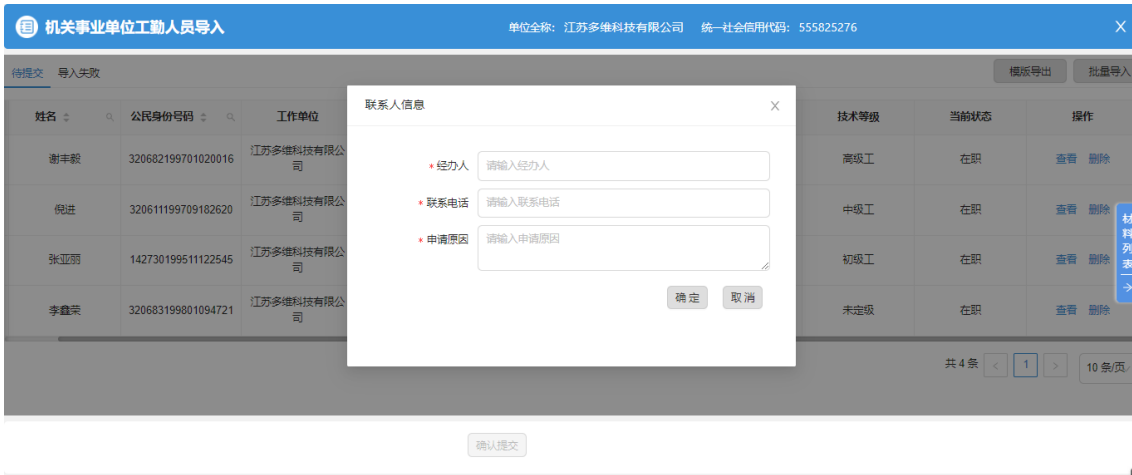 机关事业单位工勤人员导入 单位全称: 江苏多维科技有限公司 统一社会信用代码: 555825276 X
待提交 导入失败 模版导出 批量导入
联系人信息 X
姓名 公民身份号码 工作单位 技术等级 当前状态 操作
谢丰毅 320682199701020016 江苏多维科技有限公司 高级工 在职 查看 删除
* 经办人 请输入经办人
倪进 320611199709182620 江苏多维科技有限公司 中级工 在职 查看 删除
* 联系电话 请输入联系电话
* 申请原因 请输入申请原因
张亚丽 142730199511122545 江苏多维科技有限公司 初级工 在职 查看 删除
材料列表
确定 取消
李鑫荣 320683199801094721 江苏多维科技有限公司 未定级 在职 查看 删除
共 4 条 < 1 > 10 条/页
确认提交